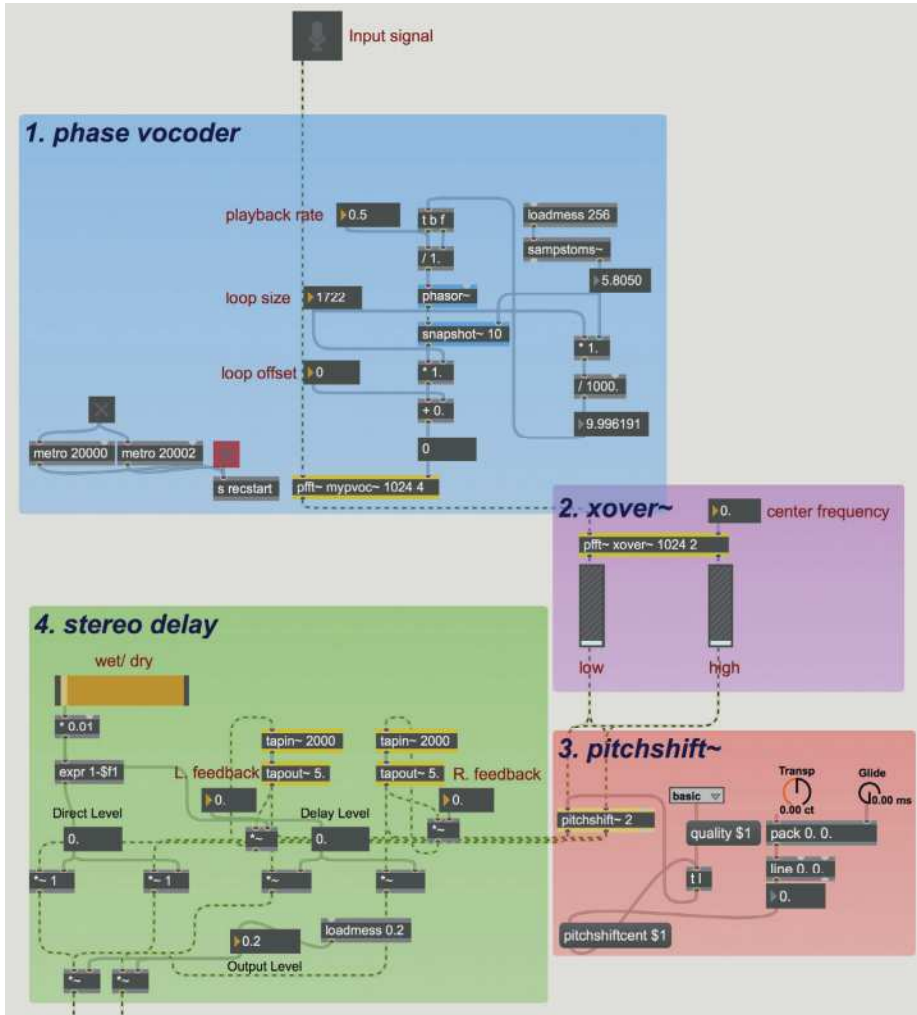 Input signal
1. phase vocoder
playback rate
0.5
t b f
loadmess 256
/ 1.
sampstoms~
5.8050
loop size
1722
phasor~
snapshot~ 10
* 1.
loop offset
0
* 1.
/ 1000.
+ 0.
9.996191
0
metro 20000
metro 20002
s recstart
pfft~ mypvoc~ 1024 4
2. xover~
0.
center frequency
pfft~ xover~ 1024 2
low
high
4. stereo delay
wet/ dry
* 0.01
expr 1-$f1
tapin~ 2000
tapin~ 2000
L. feedback
tapout~ 5.
tapout~ 5.
R. feedback
0.
0.
Direct Level
Delay Level
0.
*~
0.
*~
*~ 1
*~ 1
*~
*~
loadmess 0.2
0.2
Output Level
*~
*~
3. pitchshift~
Transp
Glide
basic
0.00 ct
0.00 ms
pitchshift~ 2
quality $1
pack 0. 0.
t l
line 0. 0.
0.
pitchshiftcent $1